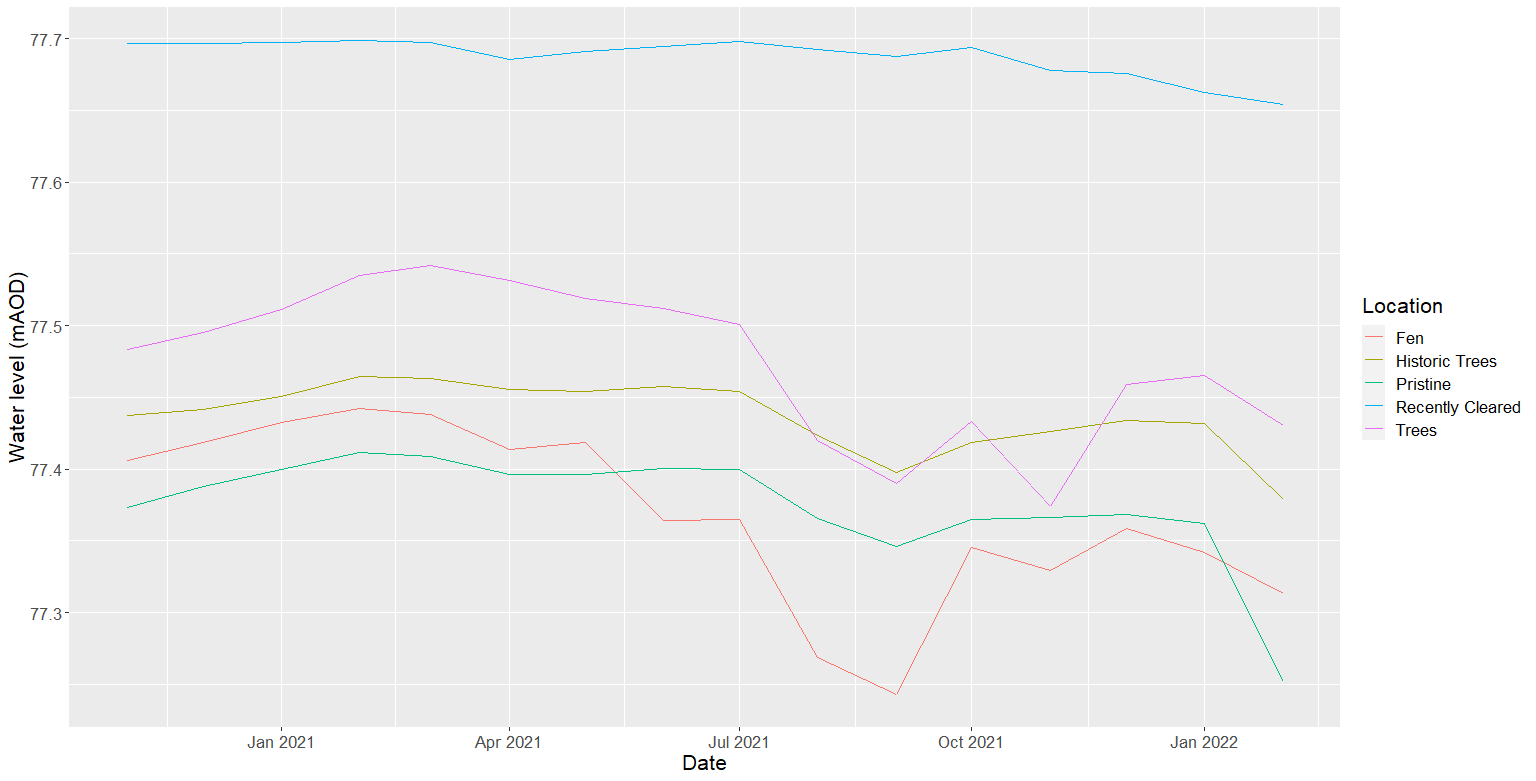 77.7
77.6
77.5
77.4
77.3
Water level (mAOD)
Jan 2021
Apr 2021
Jul 2021
Oct 2021
Jan 2022
Date
Location
Fen
Historic Trees
Pristine
Recently Cleared
Trees